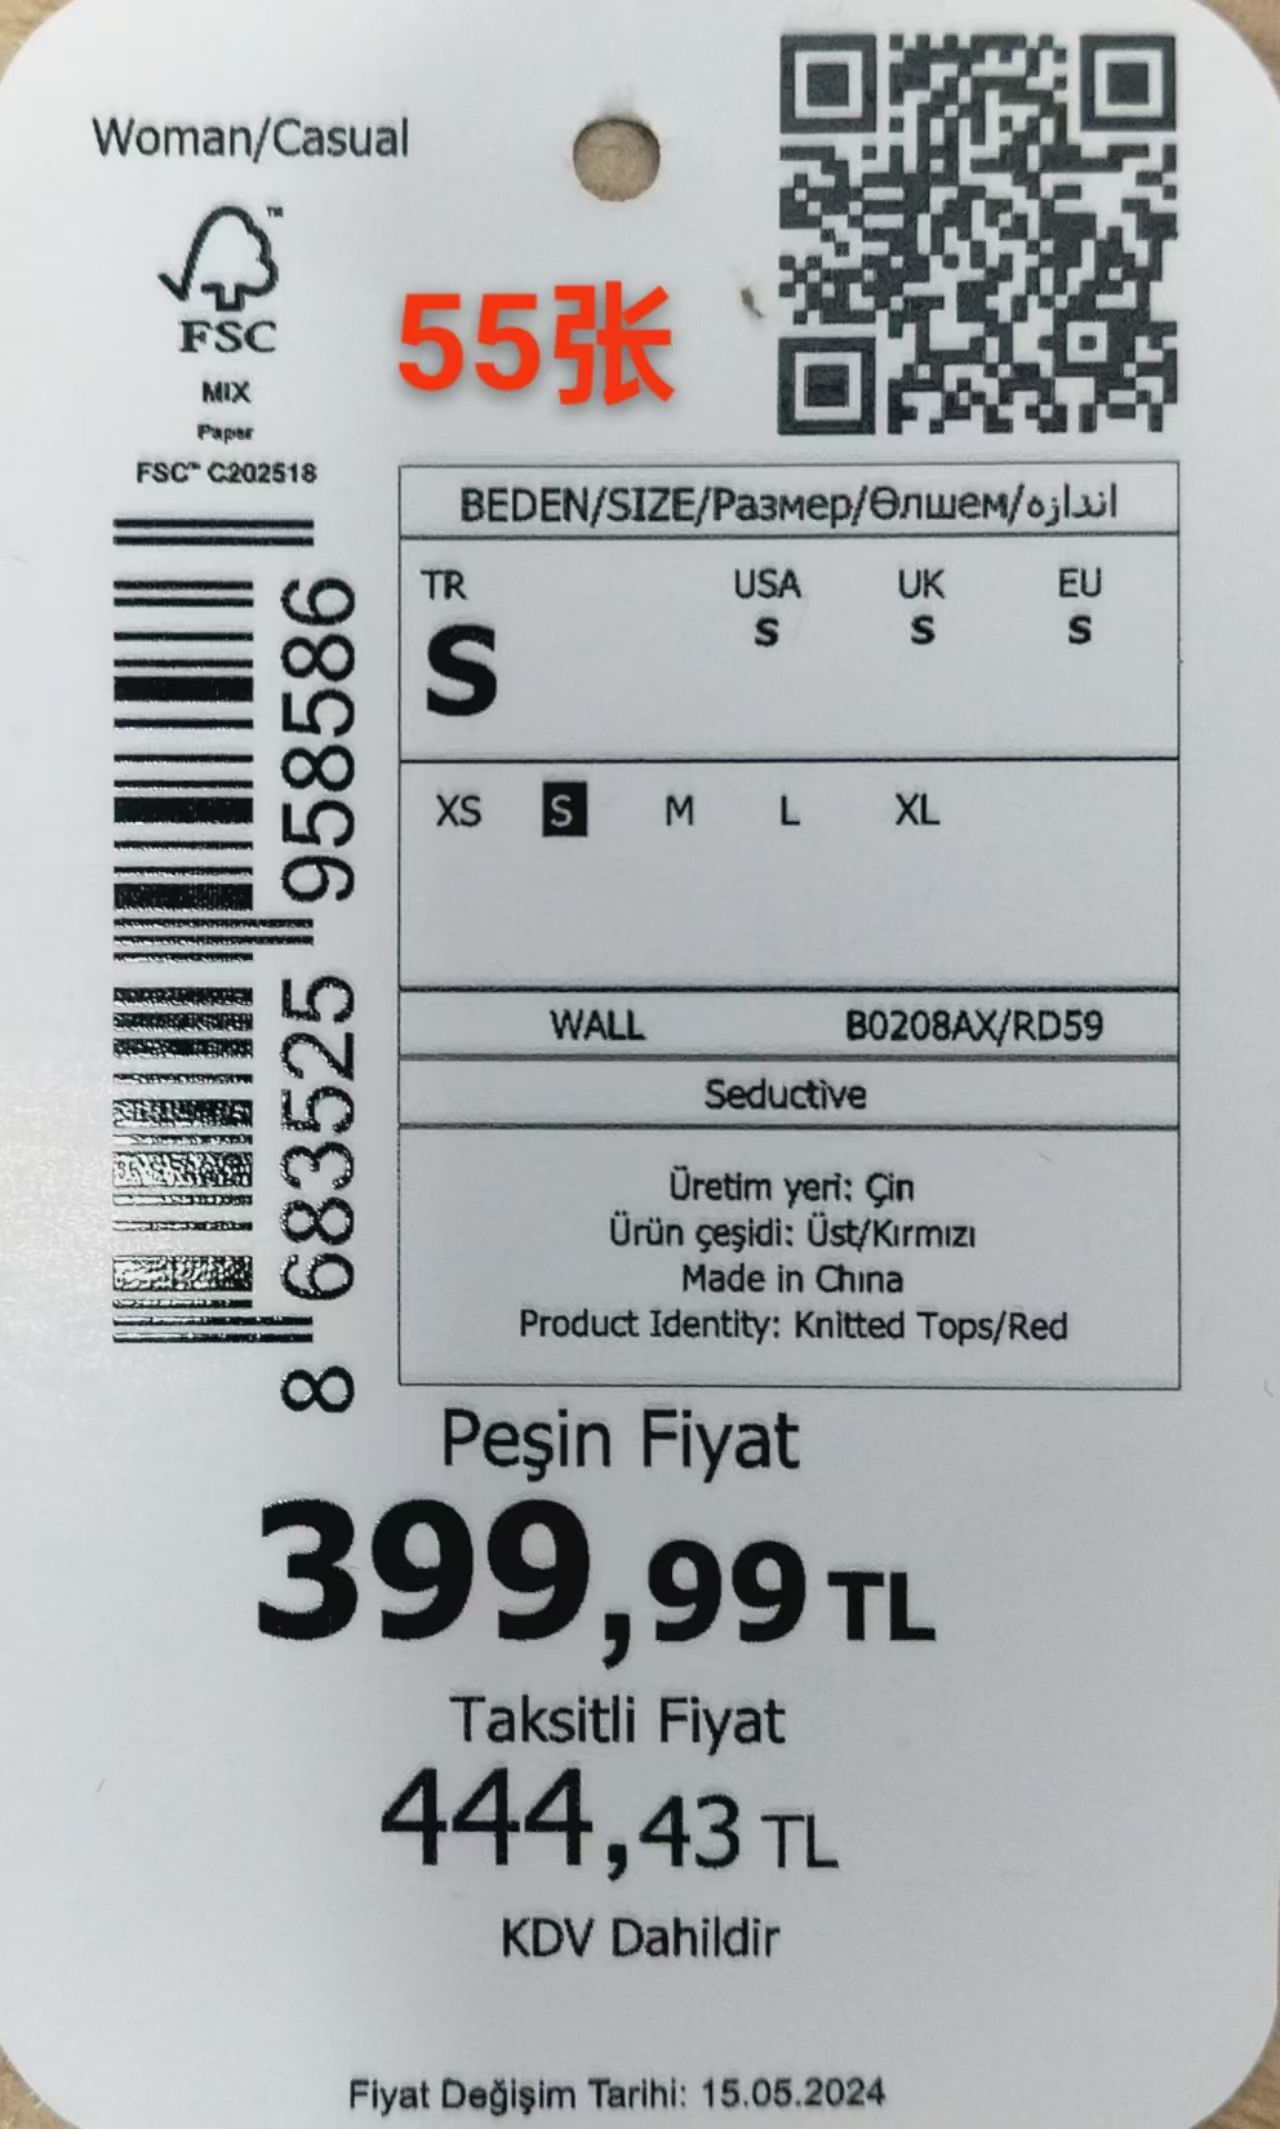 Woman/Casual
FSC™
MIX
Paper
FSC™ C202518
55张
8 683525 958586
BEDEN/SIZE/Размер/Өлшем/اندازه
TR USA UK EU
S S S S
XS S M L XL
WALL B0208AX/RD59
Seductive
Üretim yeri: Çin
Ürün çeşidi: Üst/Kırmızı
Made in China
Product Identity: Knitted Tops/Red
Peşin Fiyat
399,99 TL
Taksitli Fiyat
444,43 TL
KDV Dahildir
Fiyat Değişim Tarihi: 15.05.2024